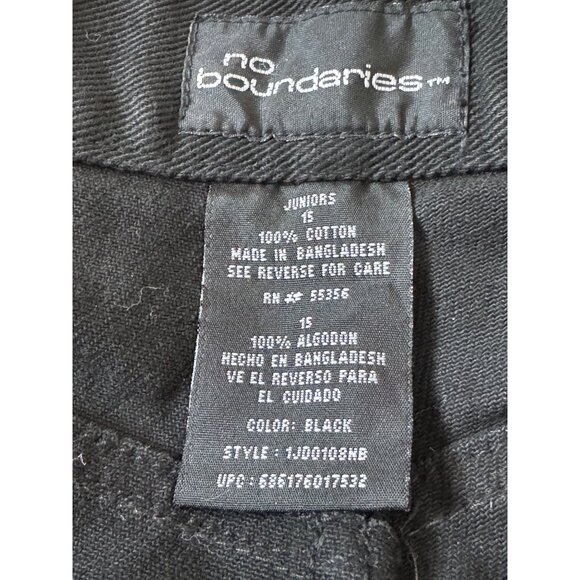 no
boundaries™
JUNIORS
15
100% COTTON
MADE IN BANGLADESH
SEE REVERSE FOR CARE
RN ## 55356
15
100% ALGODON
HECHO EN BANGLADESH
VE EL REVERSO PARA
EL CUIDADO
COLOR: BLACK
STYLE : 1JD0108NB
UPC : 686176017532